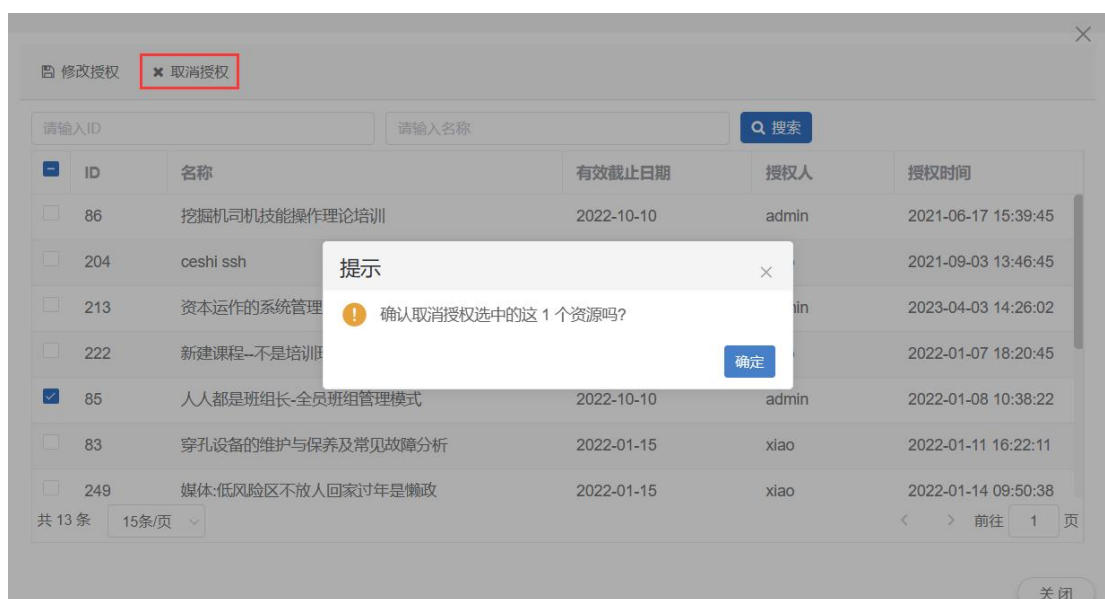 修改授权 取消授权
请输入ID 请输入名称 搜索
ID 名称 有效截止日期 授权人 授权时间
86 挖掘机司机技能操作理论培训 2022-10-10 admin 2021-06-17 15:39:45
204 ceshi ssh 2021-09-03 13:46:45
提示
213 资本运作的系统管理 2023-04-03 14:26:02
确认取消授权选中的这 1 个资源吗?
222 新建课程--不是培训 2022-01-07 18:20:45
确定
85 人人都是班组长-全员班组管理模式 2022-10-10 admin 2022-01-08 10:38:22
83 穿孔设备的维护与保养及常见故障分析 2022-01-15 xiao 2022-01-11 16:22:11
249 媒体:低风险区不放人回家过年是懒政 2022-01-15 xiao 2022-01-14 09:50:38
共 13 条 15条/页 前往 1 页
关 闭